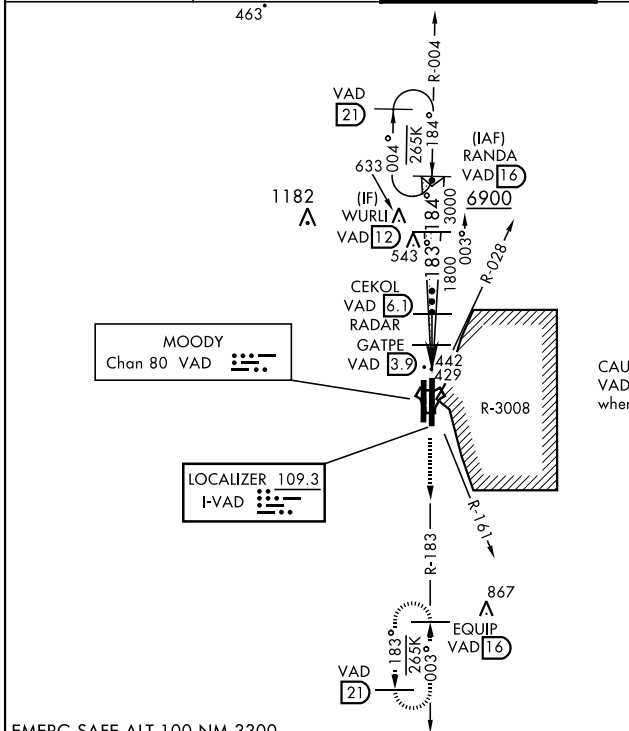 463
R-004
VAD
21
004°
265K
184°
(IAF)
RANDA
VAD 16
6900
633
1182
(IF)
WURLI
VAD 12
543
184°
3000
183°
1800
003°
R-028
CEKOL
VAD 6.1
RADAR
GATPE
VAD 3.9
442
429
MOODY
Chan 80 VAD
R-3008
CAU
VAD
when
LOCALIZER 109.3
I-VAD
R-161
R-183
867
EQUIP
VAD 16
183°
265K
003°
VAD
21
EMERG SAFE ALT 100 NM 3300